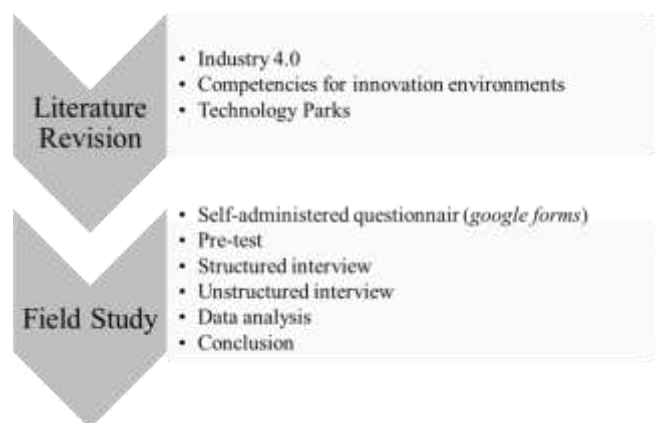 Literature
Revision
• Industry 4.0
• Competencies for innovation environments
• Technology Parks
Field Study
• Self-administered questionnair (google forms)
• Pre-test
• Structured interview
• Unstructured interview
• Data analysis
• Conclusion